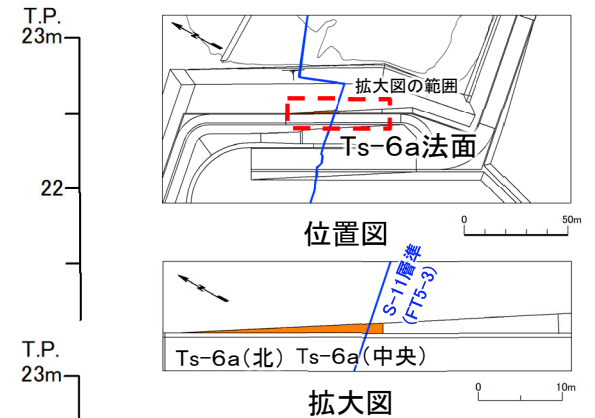 T.P.
23m
22
T.P.
23m
拡大図の範囲
Ts-6a法面
位置図
0 50m
S-11層準
(FT5-3)
Ts-6a(北) Ts-6a(中央)
拡大図
0 10m